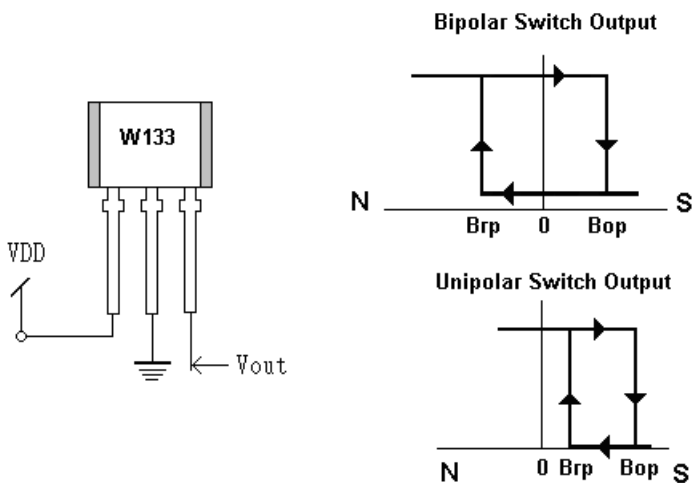 W133
VDD
Vout
Bipolar Switch Output
N
S
Brp 0 Bop
Unipolar Switch Output
0 Brp Bop
N
S